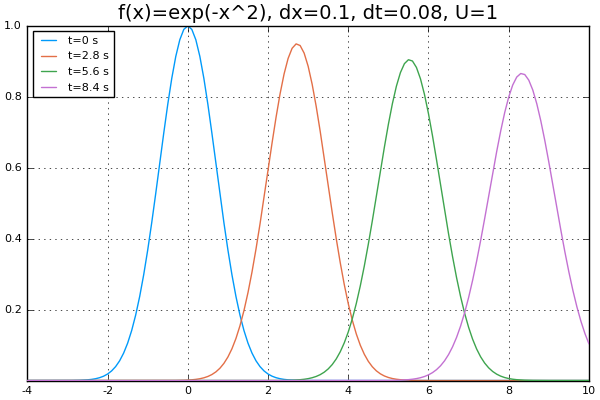 f(x)=exp(-x^2), dx=0.1, dt=0.08, U=1
1.0
t=0 s
t=2.8 s
t=5.6 s
t=8.4 s
0.8
0.6
0.4
0.2
-4 -2 0 2 4 6 8 10